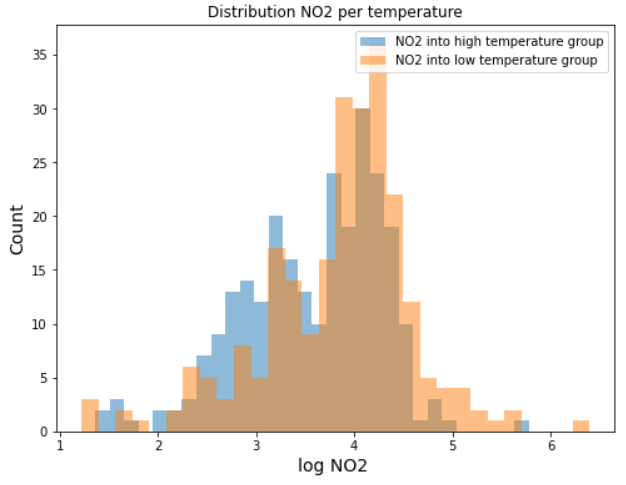 Distribution NO2 per temperature
NO2 into high temperature group
NO2 into low temperature group
35
30
25
20
15
10
5
0
Count
1 2 3 4 5 6
log NO2